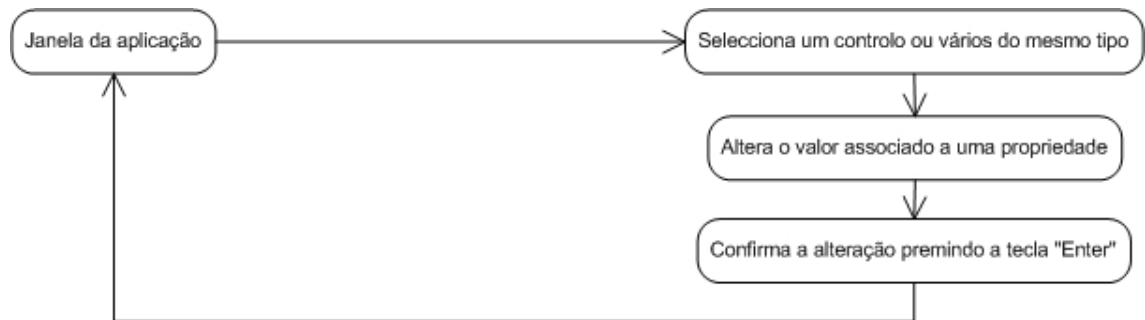 Janela da aplicação
Selecciona um controlo ou vários do mesmo tipo
Altera o valor associado a uma propriedade
Confirma a alteração premindo a tecla "Enter"